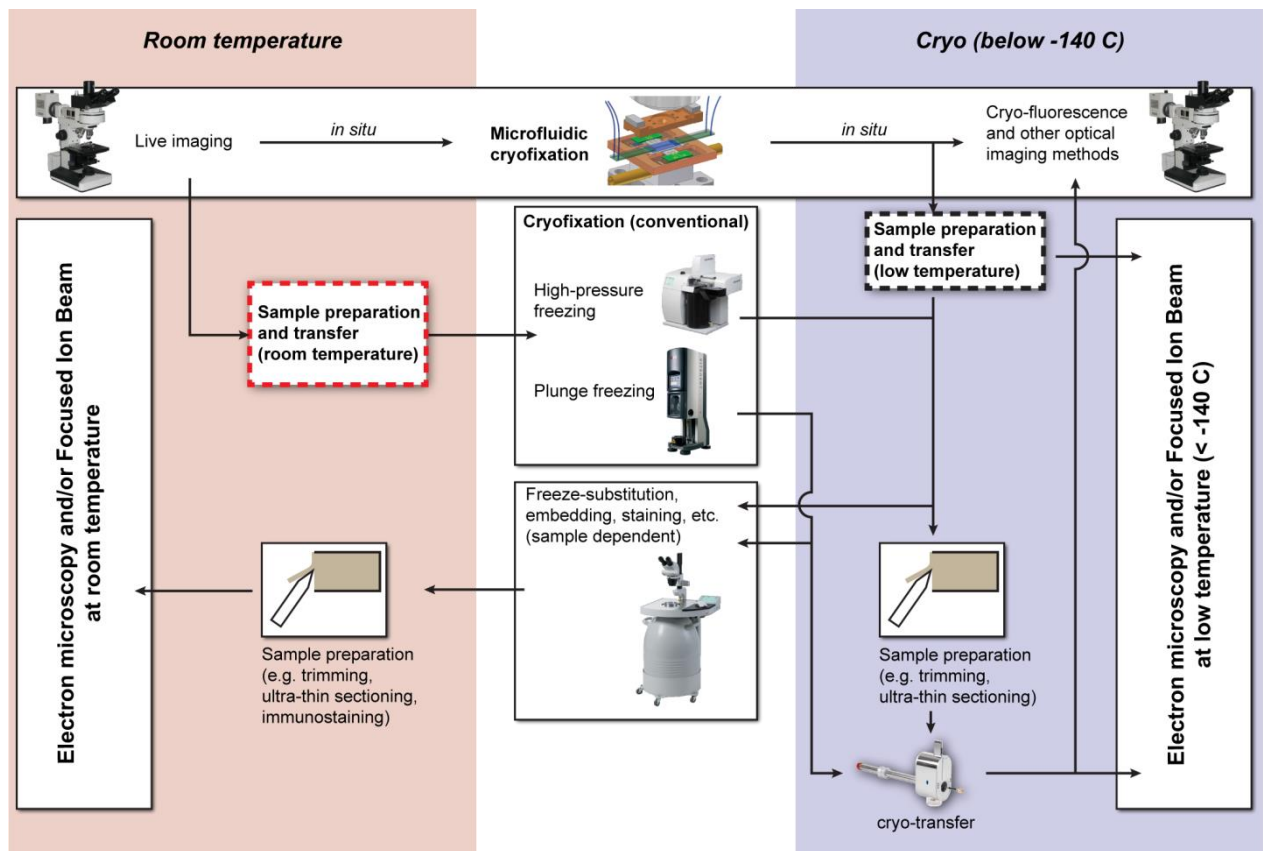 Room temperature
Cryo (below -140 C)
Live imaging
in situ
Microfluidic
cryofixation
in situ
Cryo-fluorescence
and other optical
imaging methods
Electron microscopy and/or Focused Ion Beam
at room temperature
Sample preparation
and transfer
(room temperature)
Cryofixation (conventional)
High-pressure
freezing
Plunge freezing
Sample preparation
and transfer
(low temperature)
Electron microscopy and/or Focused Ion Beam
at low temperature (< -140 C)
Freeze-substitution,
embedding, staining, etc.
(sample dependent)
Sample preparation
(e.g. trimming,
ultra-thin sectioning,
immunostaining)
Sample preparation
(e.g. trimming,
ultra-thin sectioning)
cryo-transfer